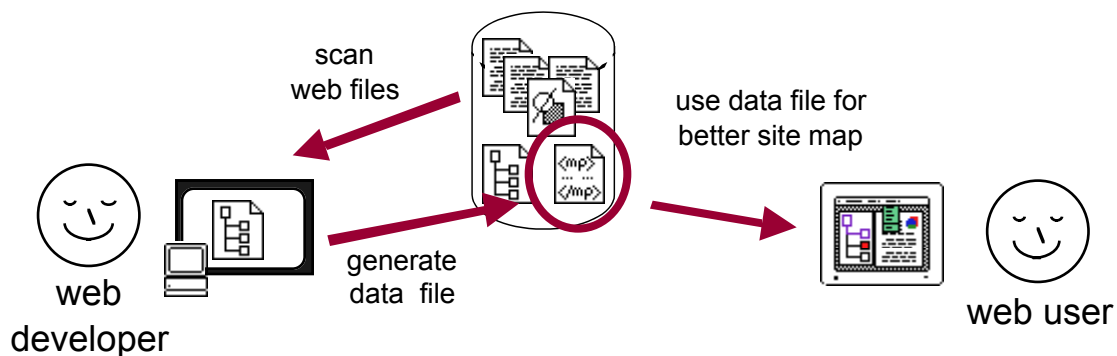 scan
web files
use data file for
better site map
<mp>
... ...
</mp>
generate
data file
web
developer
web user